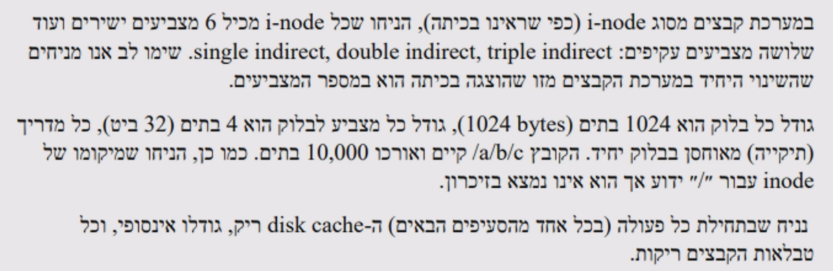 במערכת קבצים מסוג i-node (כפי שראינו בכיתה), הניחו שכל i-node מכיל 6 מצביעים ישירים ועוד
שלושה מצביעים עקיפים: single indirect, double indirect, triple indirect. שימו לב אנו מניחים
שהשינוי היחיד במערכת הקבצים מזו שהוצגה בכיתה הוא במספר המצביעים.
גודל כל בלוק הוא 1024 בתים (1024 bytes), גודל כל מצביע לבלוק הוא 4 בתים (32 ביט), כל מדריך
(תיקייה) מאוחסן בבלוק יחיד. הקובץ /a/b/c קיים ואורכו 10,000 בתים. כמו כן, הניחו שמיקומו של
inode עבור "/" ידוע אך הוא אינו נמצא בזיכרון.
נניח שבתחילת כל פעולה (בכל אחד מהסעיפים הבאים) ה-disk cache ריק, גודלו אינסופי, וכל
טבלאות הקבצים ריקות.